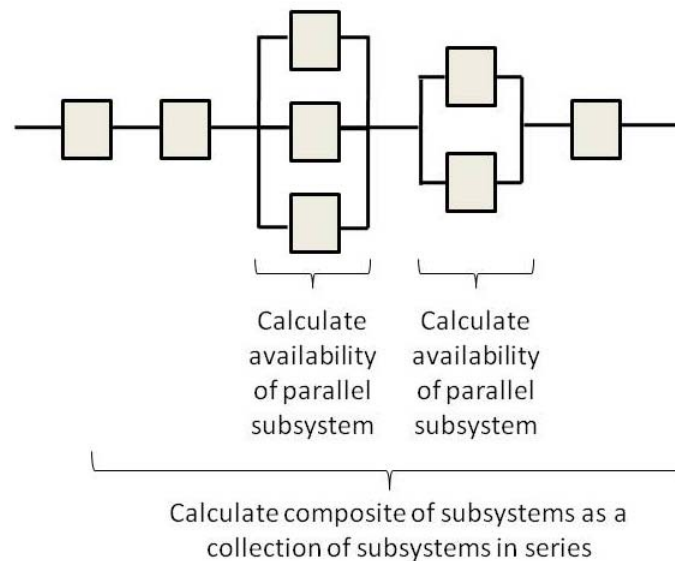 Calculate
availability
of parallel
subsystem
Calculate
availability
of parallel
subsystem
Calculate composite of subsystems as a
collection of subsystems in series